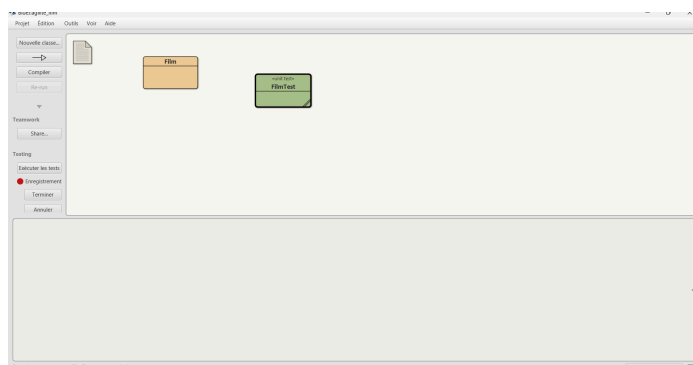 Projet Édition Outils Voir Aide
Nouvelle classe...
Compiler
Teamwork
Share...
Testing
Exécuter les tests
Enregistrement
Terminer
Annuler
Film
«unit test»
FilmTest